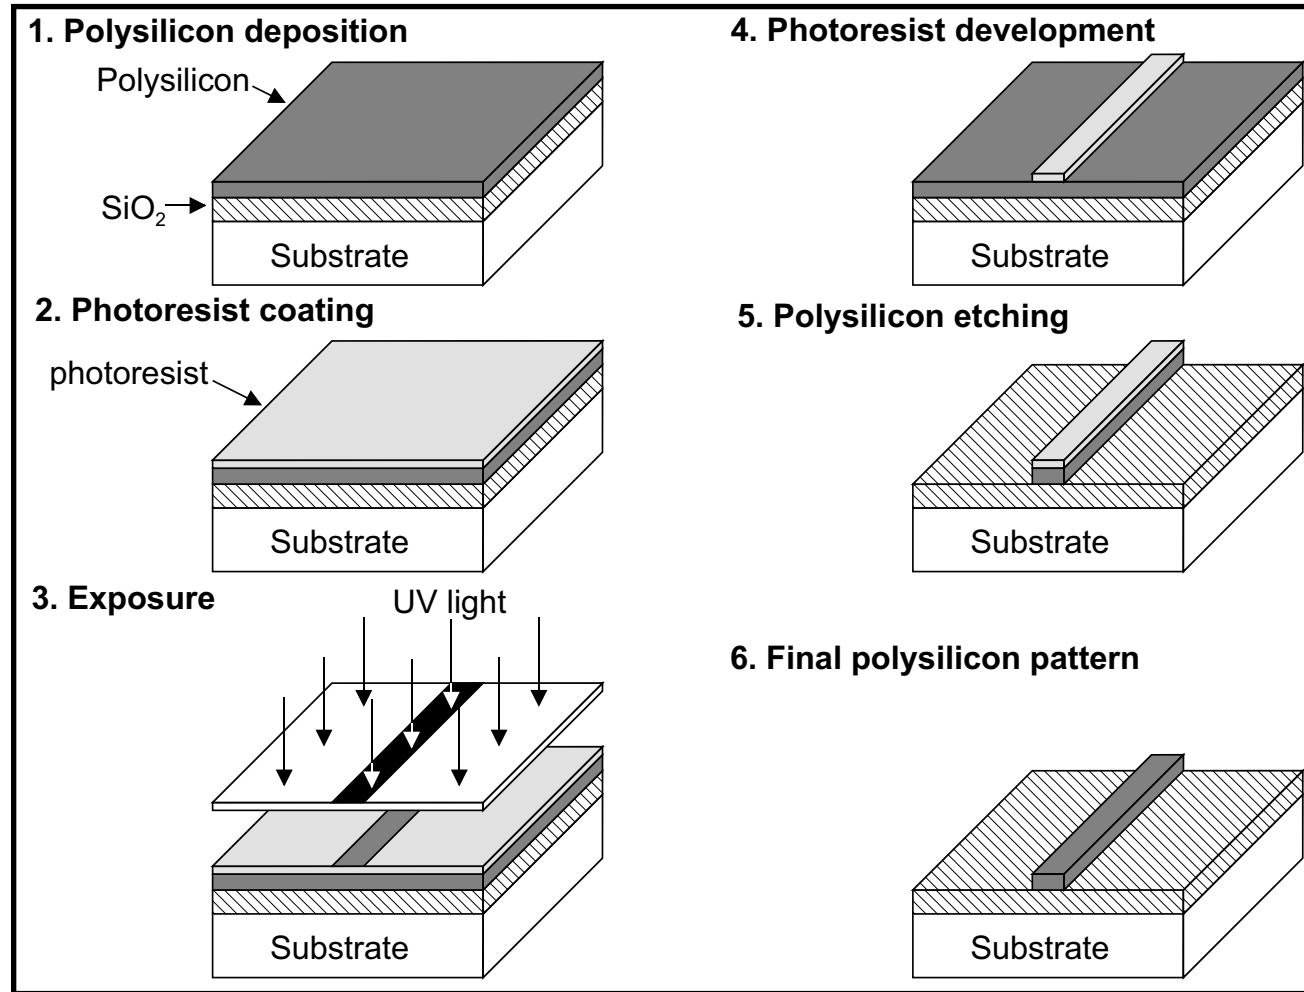 1. Polysilicon deposition
Polysilicon
SiO₂
Substrate
2. Photoresist coating
photoresist
Substrate
3. Exposure
UV light
Substrate
4. Photoresist development
Substrate
5. Polysilicon etching
Substrate
6. Final polysilicon pattern
Substrate